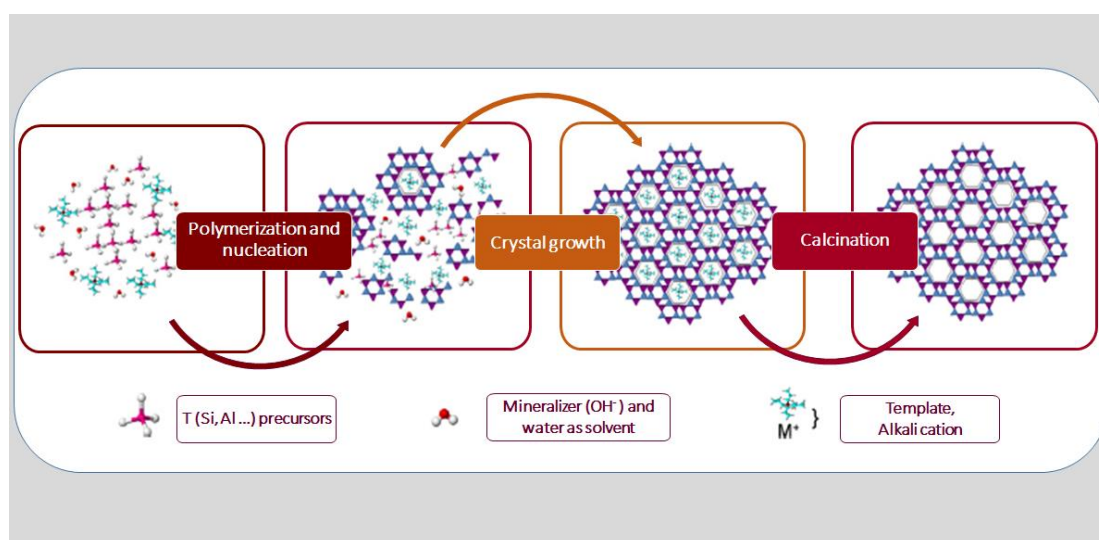 Polymerization and
nucleation
Crystal growth
Calcination
T (Si, Al ...) precursors
Mineralizer (OH⁻) and
water as solvent
M⁺ }
Template,
Alkali cation